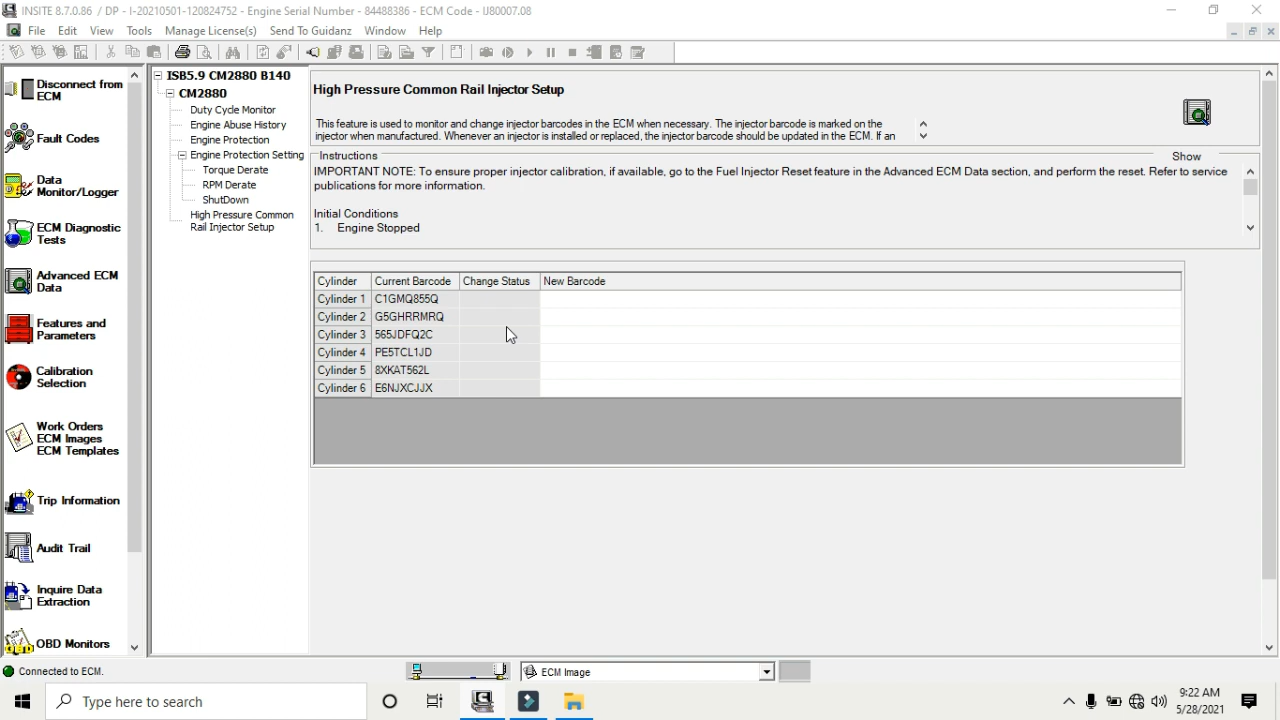 INSITE 8.7.0.86 / DP - I-20210501-120824752 - Engine Serial Number - 84488386 - ECM Code - IJ80007.08
File Edit View Tools Manage License(s) Send To Guidanz Window Help
Disconnect from
ECM
Fault Codes
Data
Monitor/Logger
ECM Diagnostic
Tests
Advanced ECM
Data
Features and
Parameters
Calibration
Selection
Work Orders
ECM Images
ECM Templates
Trip Information
Audit Trail
Inquire Data
Extraction
OBD Monitors
ISB5.9 CM2880 B140
CM2880
Duty Cycle Monitor
Engine Abuse History
Engine Protection
Engine Protection Setting
Torque Derate
RPM Derate
ShutDown
High Pressure Common
Rail Injector Setup
High Pressure Common Rail Injector Setup
This feature is used to monitor and change injector barcodes in the ECM when necessary. The injector barcode is marked on the
injector when manufactured. Whenever an injector is installed or replaced, the injector barcode should be updated in the ECM. If an
Instructions Show
IMPORTANT NOTE: To ensure proper injector calibration, if available, go to the Fuel Injector Reset feature in the Advanced ECM Data section, and perform the reset. Refer to service
publications for more information.
Initial Conditions
1. Engine Stopped
Cylinder Current Barcode Change Status New Barcode
Cylinder 1 C1GMQ855Q
Cylinder 2 G5GHRRMRQ
Cylinder 3 565JDFQ2C
Cylinder 4 PE5TCL1JD
Cylinder 5 8XKAT562L
Cylinder 6 E6NJXCJJX
Connected to ECM. ECM Image
Type here to search
9:22 AM
5/28/2021